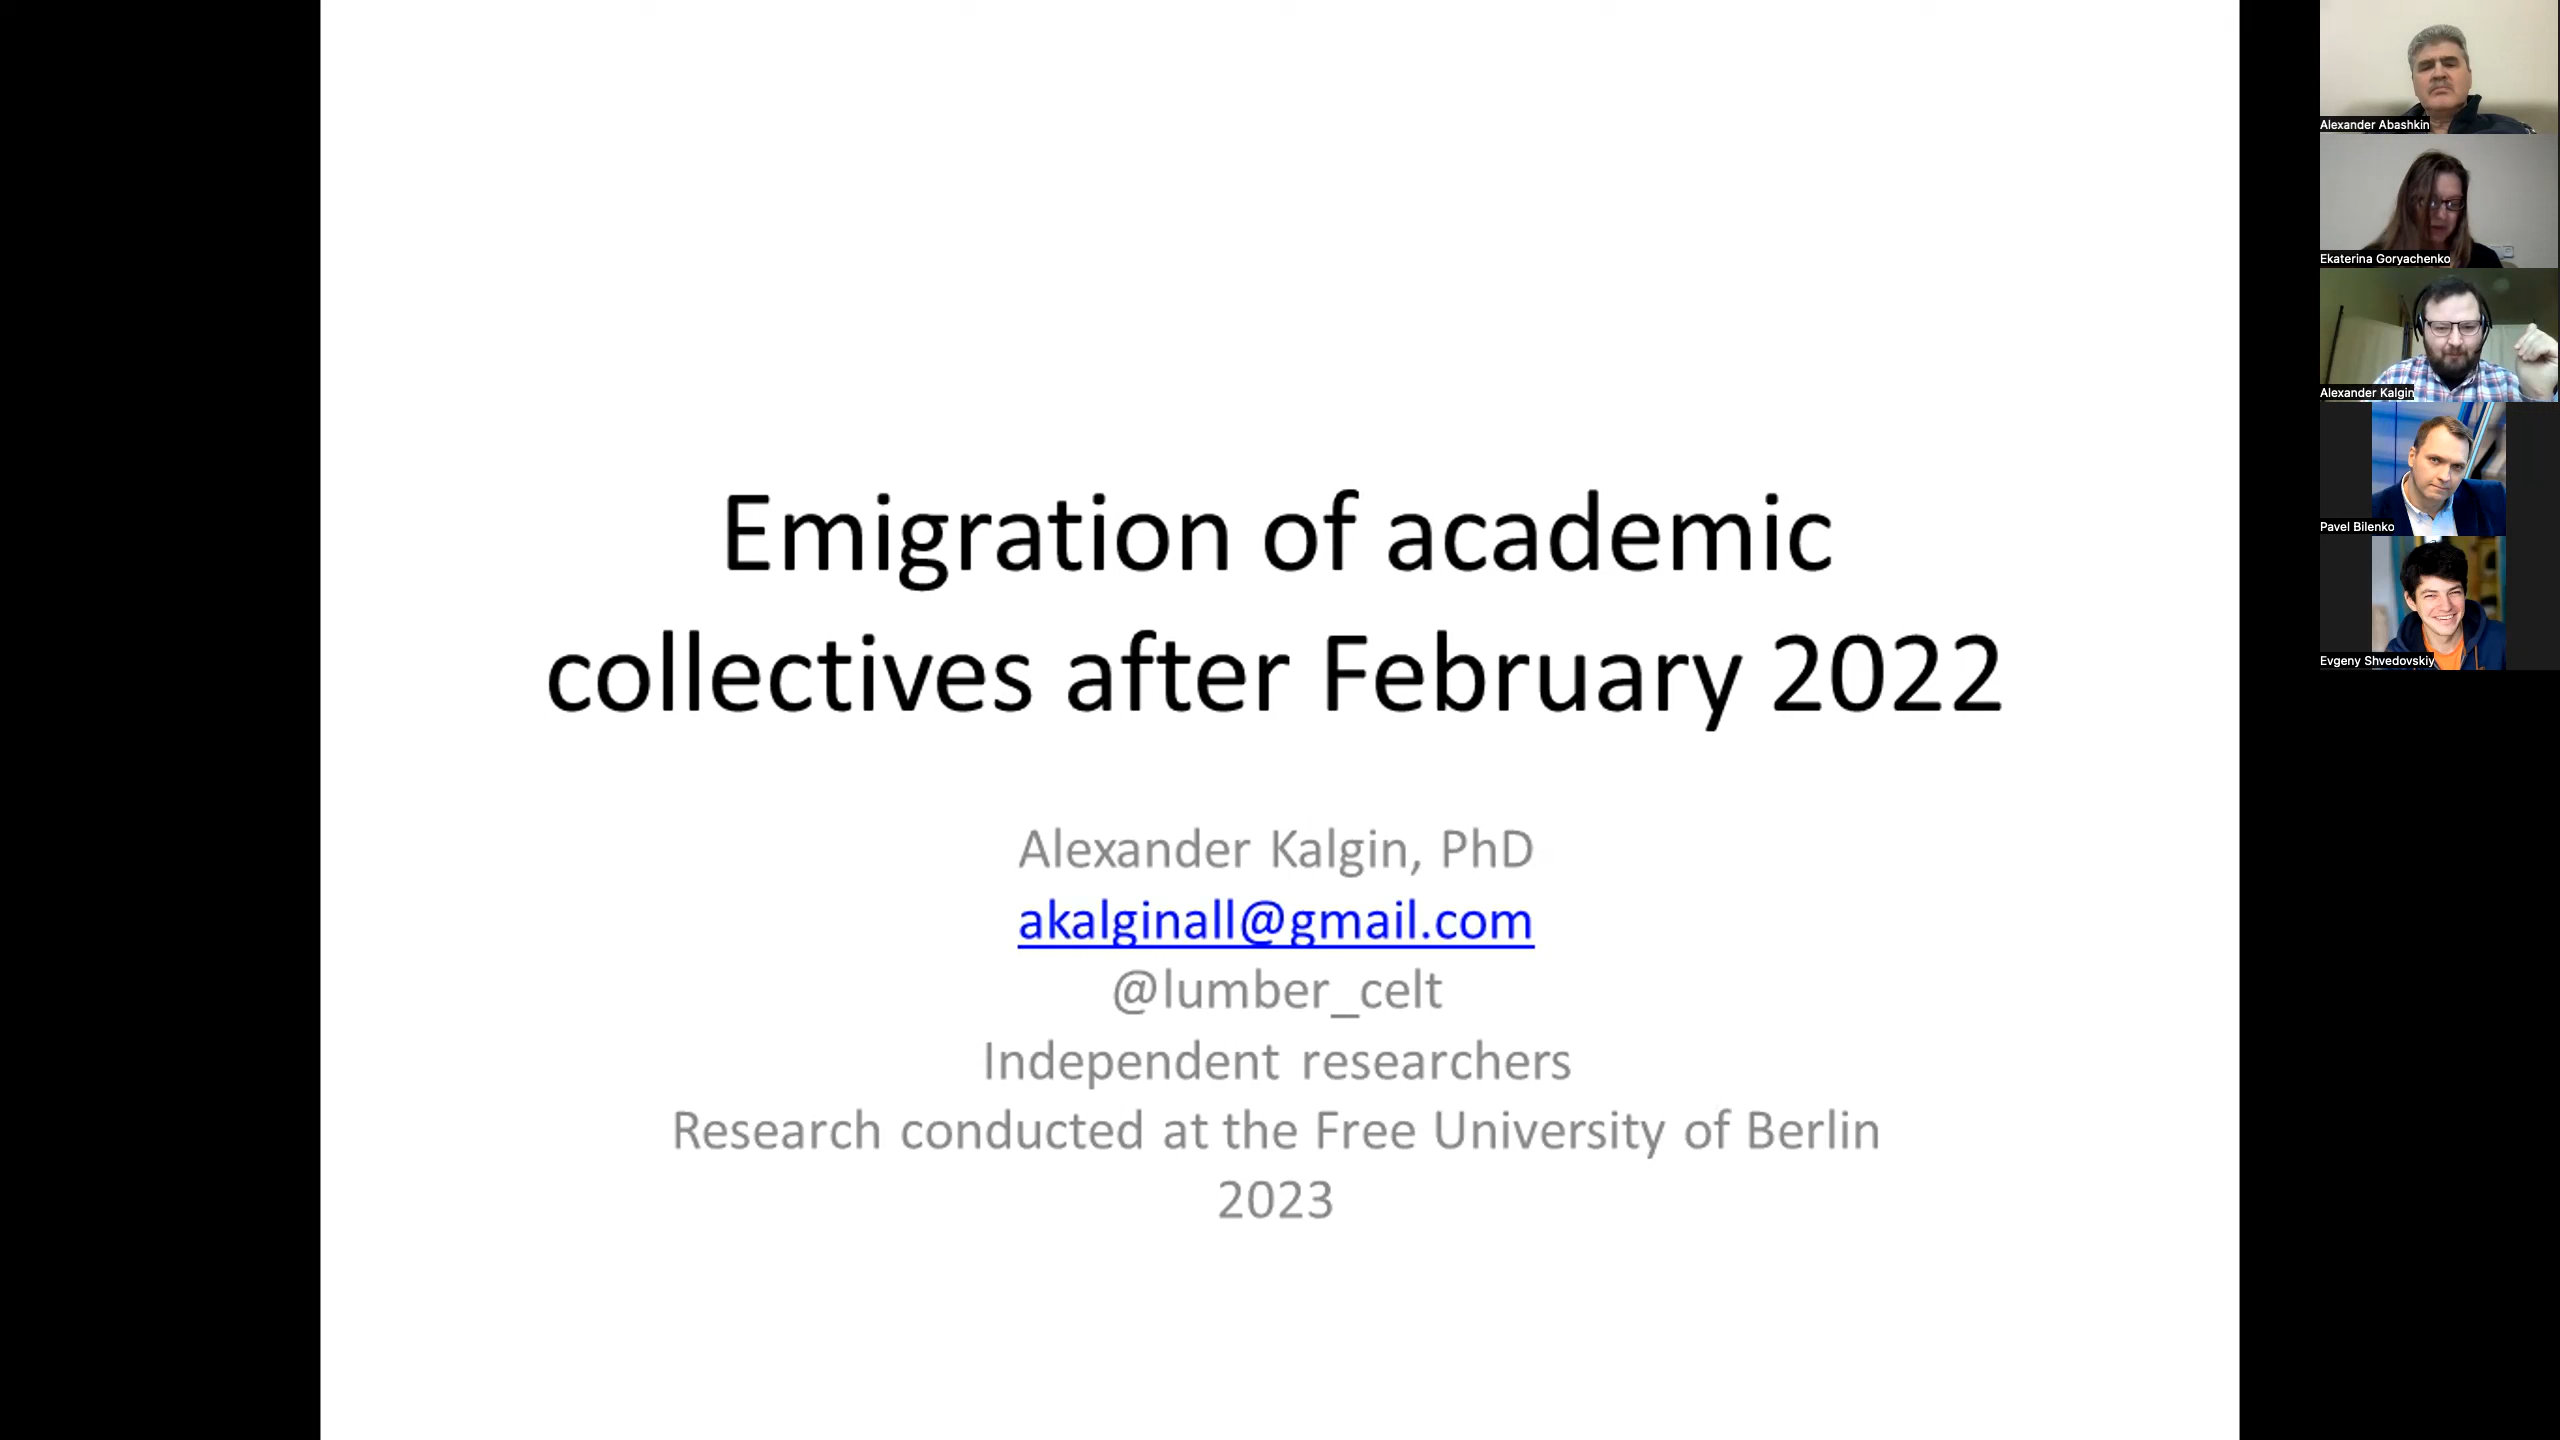 Emigration of academic
collectives after February 2022
Alexander Kalgin, PhD
akalginall@gmail.com
@lumber_celt
Independent researchers
Research conducted at the Free University of Berlin
2023
Alexander Abashkin
Ekaterina Goryachenko
Alexander Kalgin
Pavel Bilenko
Evgeny Shvedovskiy